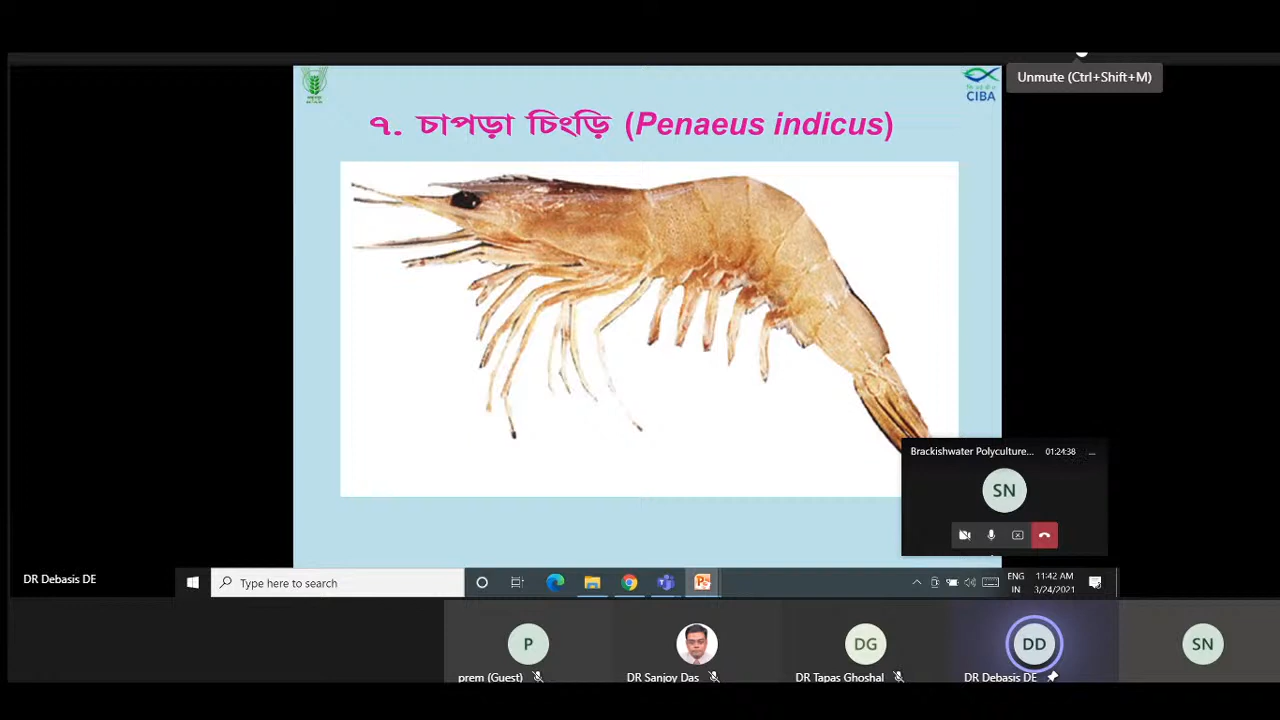 Unmute (Ctrl+Shift+M)
CIBA
৭. চাপড়া চিংড়ি (Penaeus indicus)
Brackishwater Polyculture... 01:24:38
SN
DR Debasis DE
Type here to search
ENG
IN
11:42 AM
3/24/2021
P
DG
DD
SN
prem (Guest)
DR Sanjoy Das
DR Tapas Ghoshal
DR Debasis DE